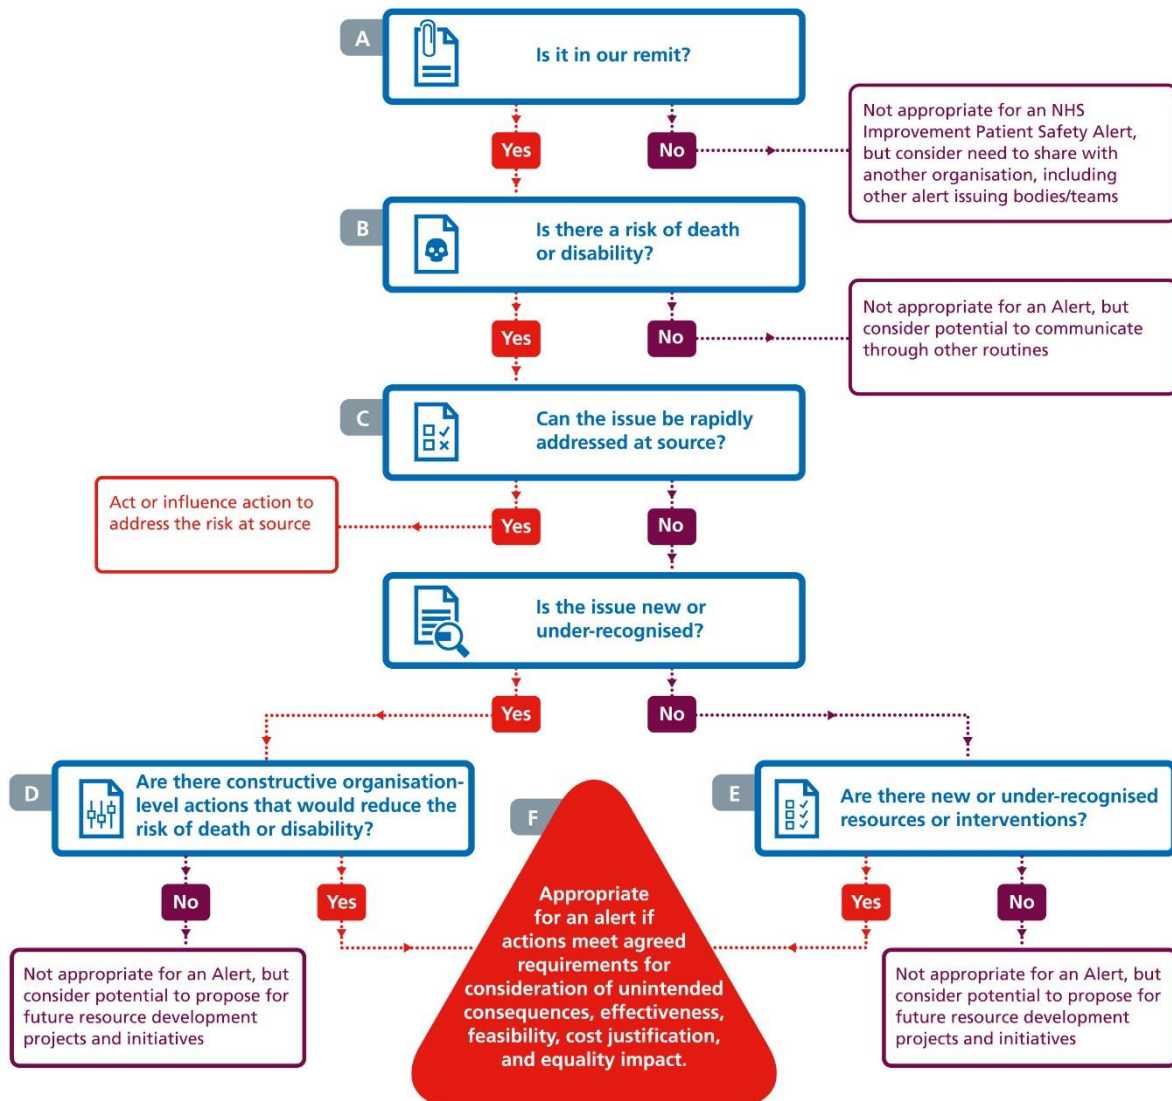 A
Is it in our remit?
Yes
No
Not appropriate for an NHS
Improvement Patient Safety Alert,
but consider need to share with
another organisation, including
other alert issuing bodies/teams
B
Is there a risk of death
or disability?
Yes
No
Not appropriate for an Alert, but
consider potential to communicate
through other routines
C
Can the issue be rapidly
addressed at source?
Act or influence action to
address the risk at source
Yes
No
Is the issue new or
under-recognised?
Yes
No
D
Are there constructive organisation-
level actions that would reduce the
risk of death or disability?
No
Yes
Not appropriate for an Alert, but
consider potential to propose for
future resource development
projects and initiatives
F
Appropriate
for an alert if
actions meet agreed
requirements for
consideration of unintended
consequences, effectiveness,
feasibility, cost justification,
and equality impact.
E
Are there new or under-recognised
resources or interventions?
Yes
No
Not appropriate for an Alert, but
consider potential to propose for
future resource development
projects and initiatives